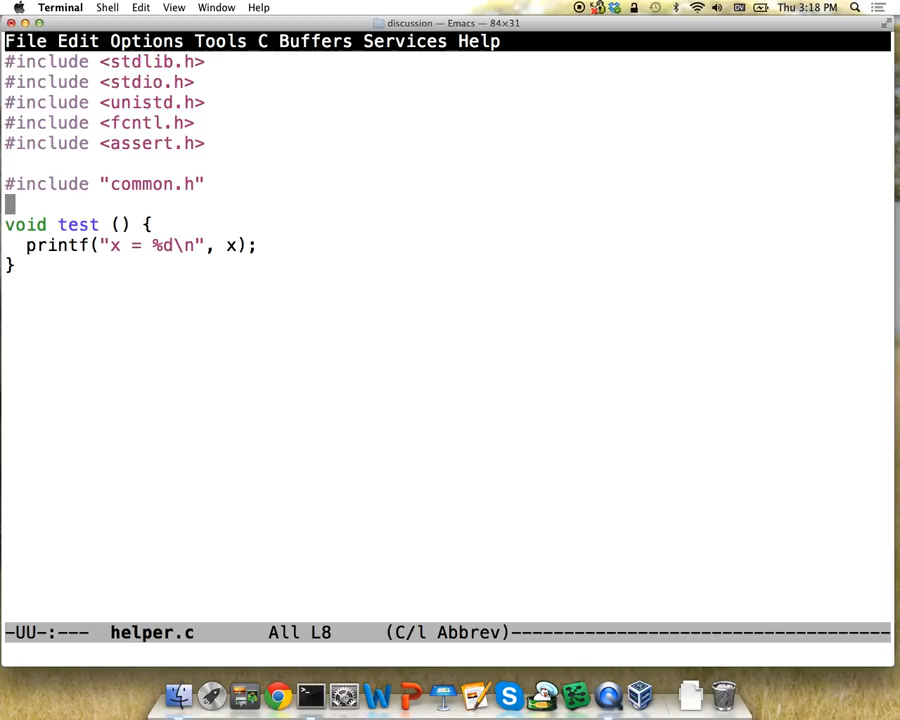 Terminal Shell Edit View Window Help Thu 3:18 PM
discussion — Emacs — 84×31
File Edit Options Tools C Buffers Services Help
#include <stdlib.h>
#include <stdio.h>
#include <unistd.h>
#include <fcntl.h>
#include <assert.h>
#include "common.h"
void test () {
printf("x = %d\n", x);
}
-UU-:--- helper.c All L8 (C/l Abbrev)------------------------------------